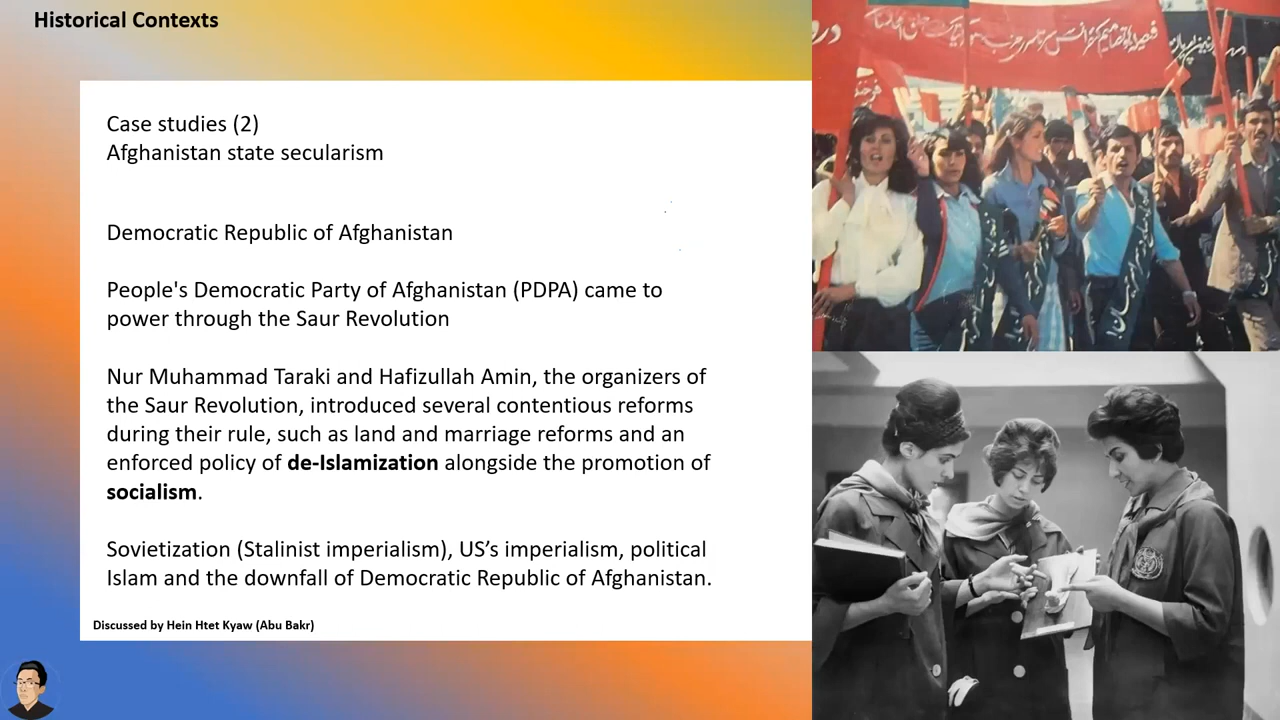 Historical Contexts
Case studies (2)
Afghanistan state secularism
Democratic Republic of Afghanistan
People's Democratic Party of Afghanistan (PDPA) came to
power through the Saur Revolution
Nur Muhammad Taraki and Hafizullah Amin, the organizers of
the Saur Revolution, introduced several contentious reforms
during their rule, such as land and marriage reforms and an
enforced policy of de-Islamization alongside the promotion of
socialism.
Sovietization (Stalinist imperialism), US’s imperialism, political
Islam and the downfall of Democratic Republic of Afghanistan.
Discussed by Hein Htet Kyaw (Abu Bakr)